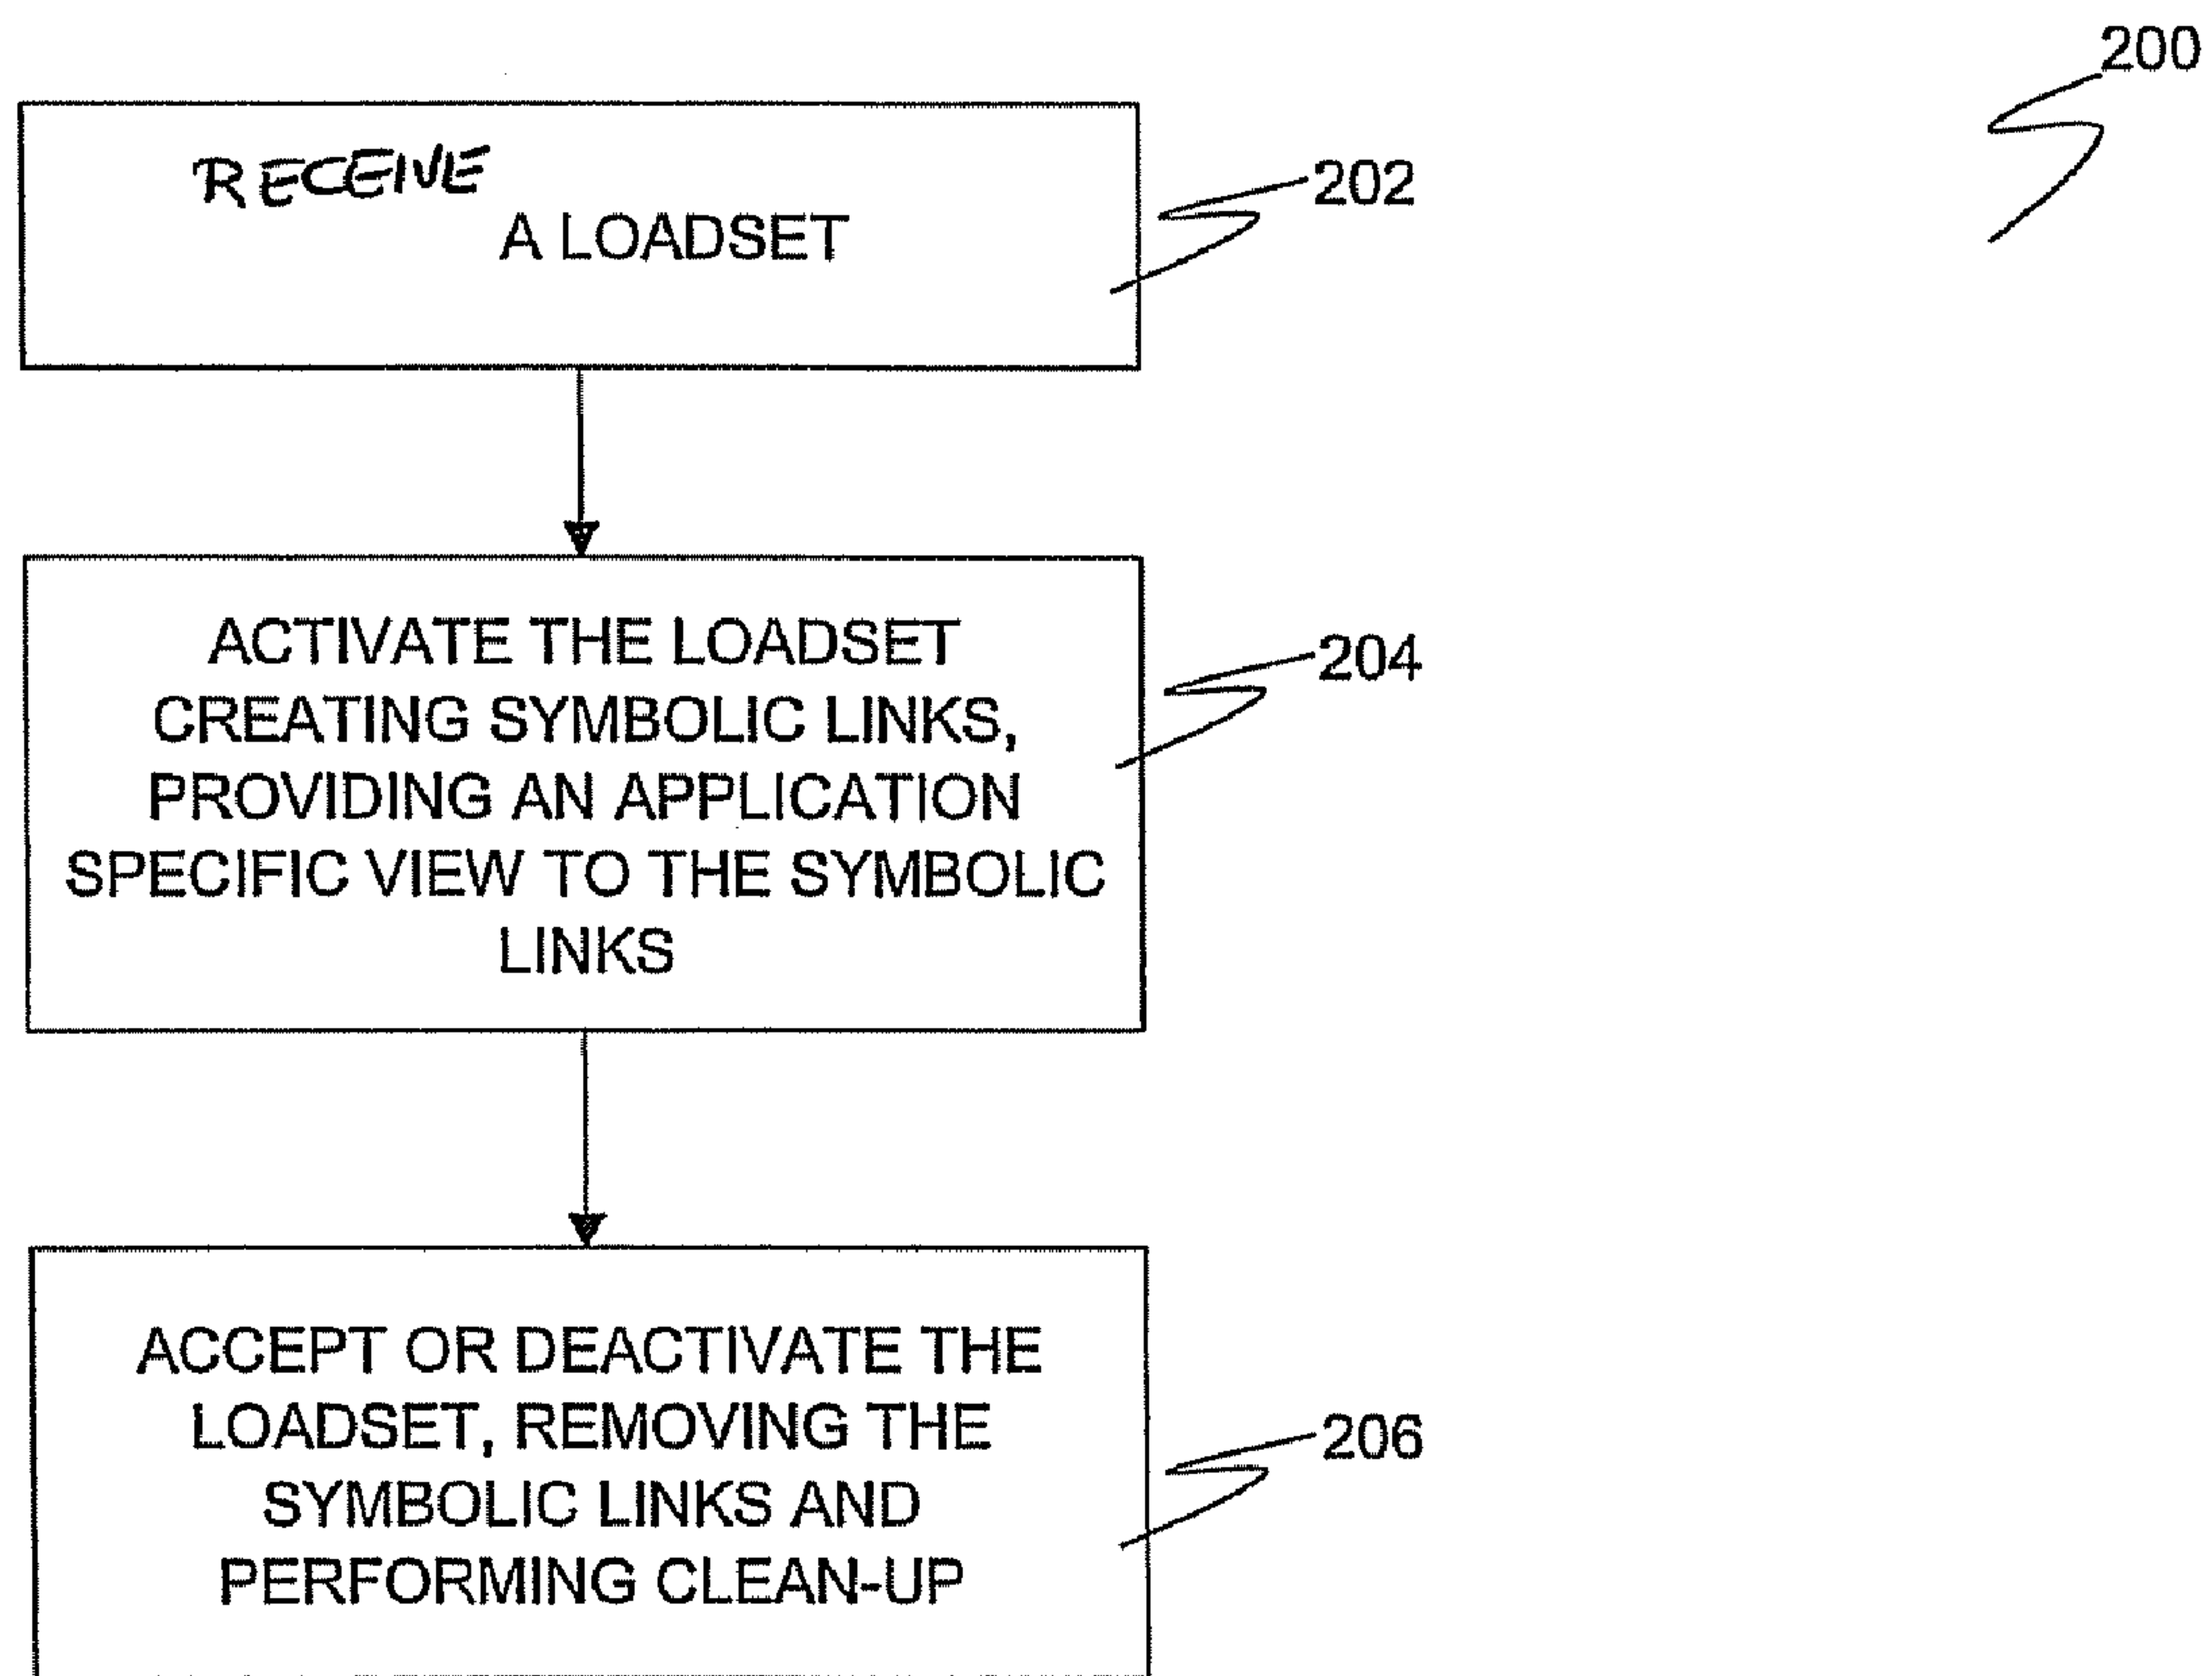 200
RECEIVE
A LOADSET
202
ACTIVATE THE LOADSET
CREATING SYMBOLIC LINKS,
PROVIDING AN APPLICATION
SPECIFIC VIEW TO THE SYMBOLIC
LINKS
204
ACCEPT OR DEACTIVATE THE
LOADSET, REMOVING THE
SYMBOLIC LINKS AND
PERFORMING CLEAN-UP
206